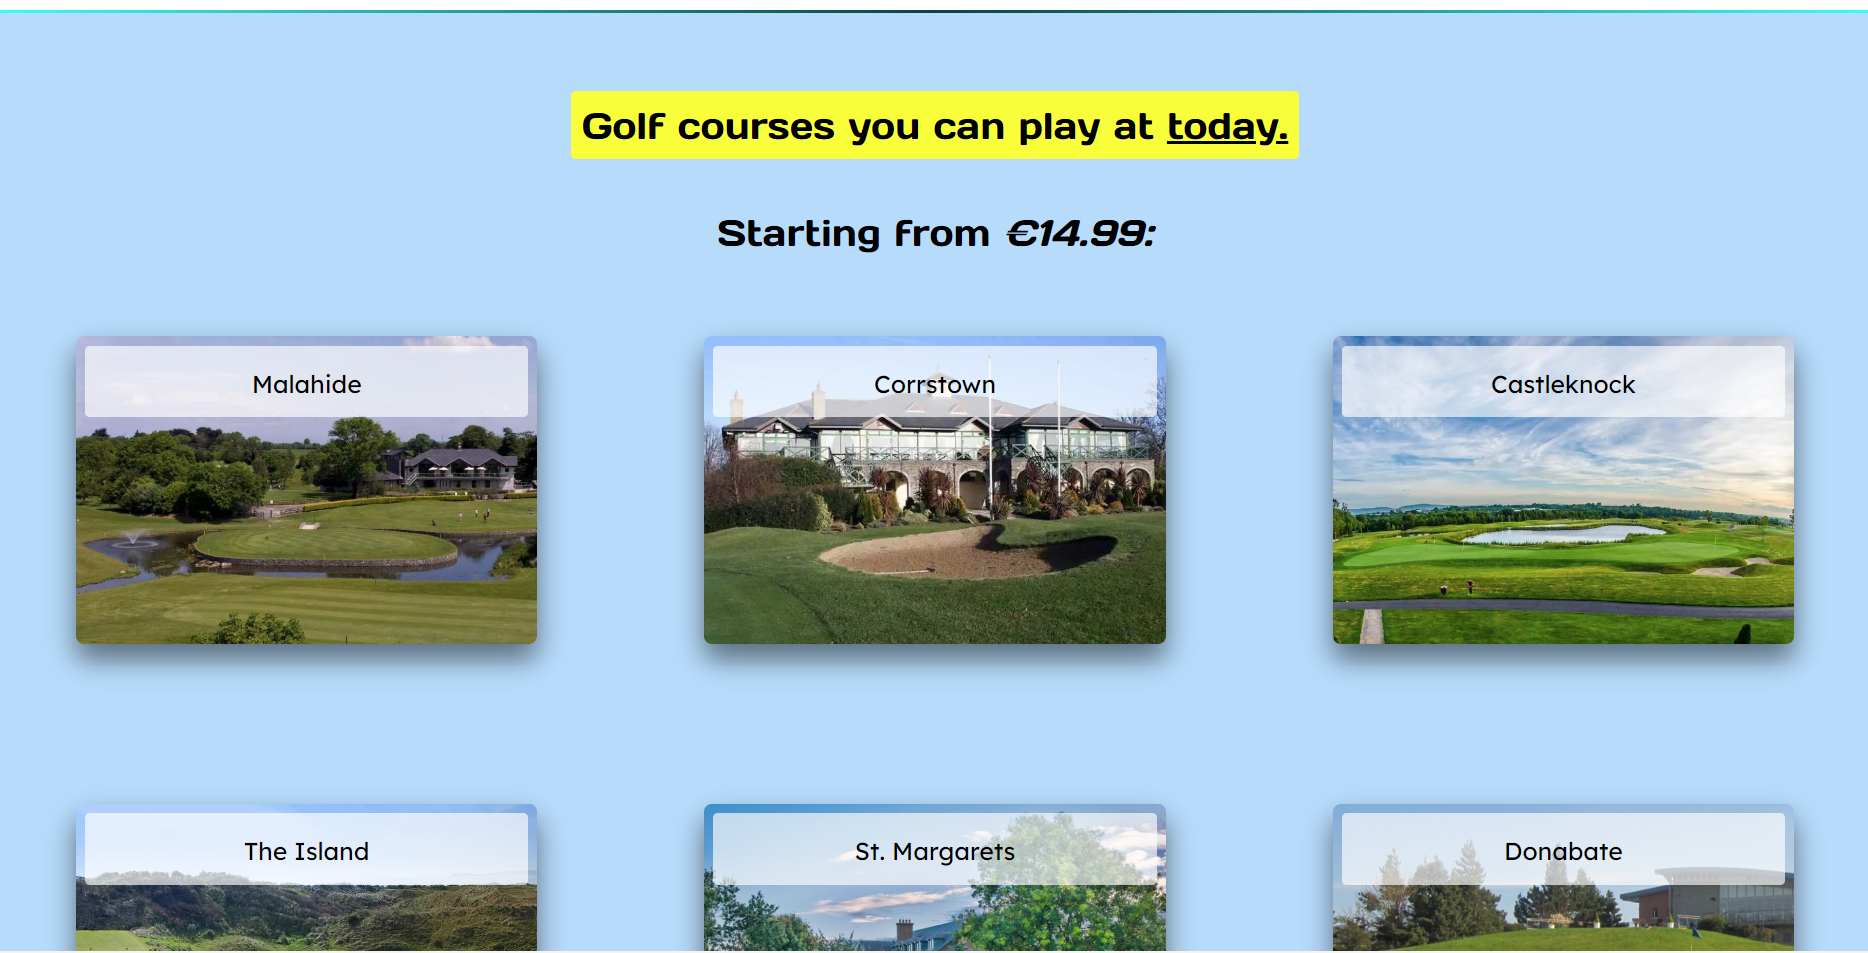 Golf courses you can play at today.
Starting from €14.99:
Malahide
Corrstown
Castleknock
The Island
St. Margarets
Donabate